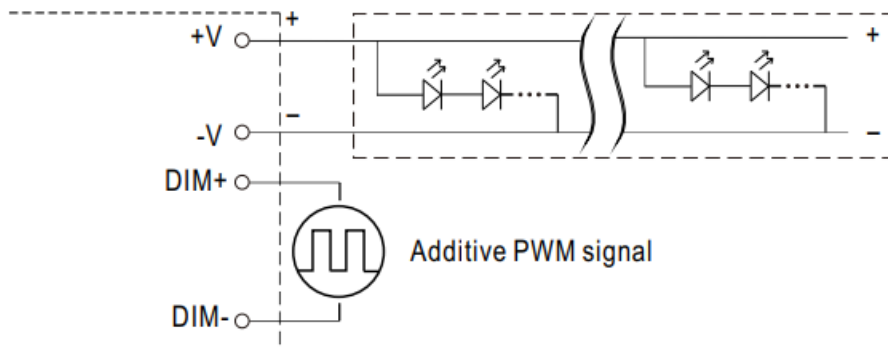 +V
+
+
-V
−
−
DIM+
Additive PWM signal
DIM-